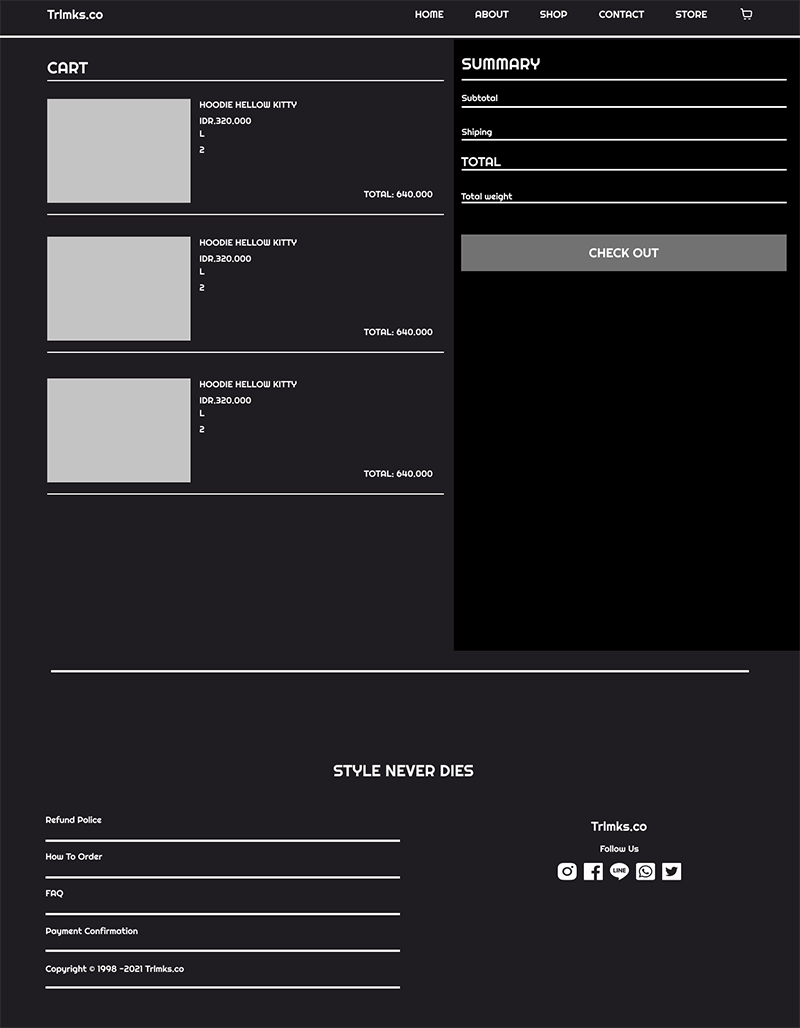 Trlmks.co
HOME
ABOUT
SHOP
CONTACT
STORE
CART
HOODIE HELLOW KITTY
IDR.320.000
L
2
TOTAL: 640.000
HOODIE HELLOW KITTY
IDR.320.000
L
2
TOTAL: 640.000
HOODIE HELLOW KITTY
IDR.320.000
L
2
TOTAL: 640.000
SUMMARY
Subtotal
Shiping
TOTAL
Total weight
CHECK OUT
STYLE NEVER DIES
Refund Police
How To Order
FAQ
Payment Confirmation
Copyright © 1998 -2021 Trlmks.co
Trlmks.co
Follow Us
LINE